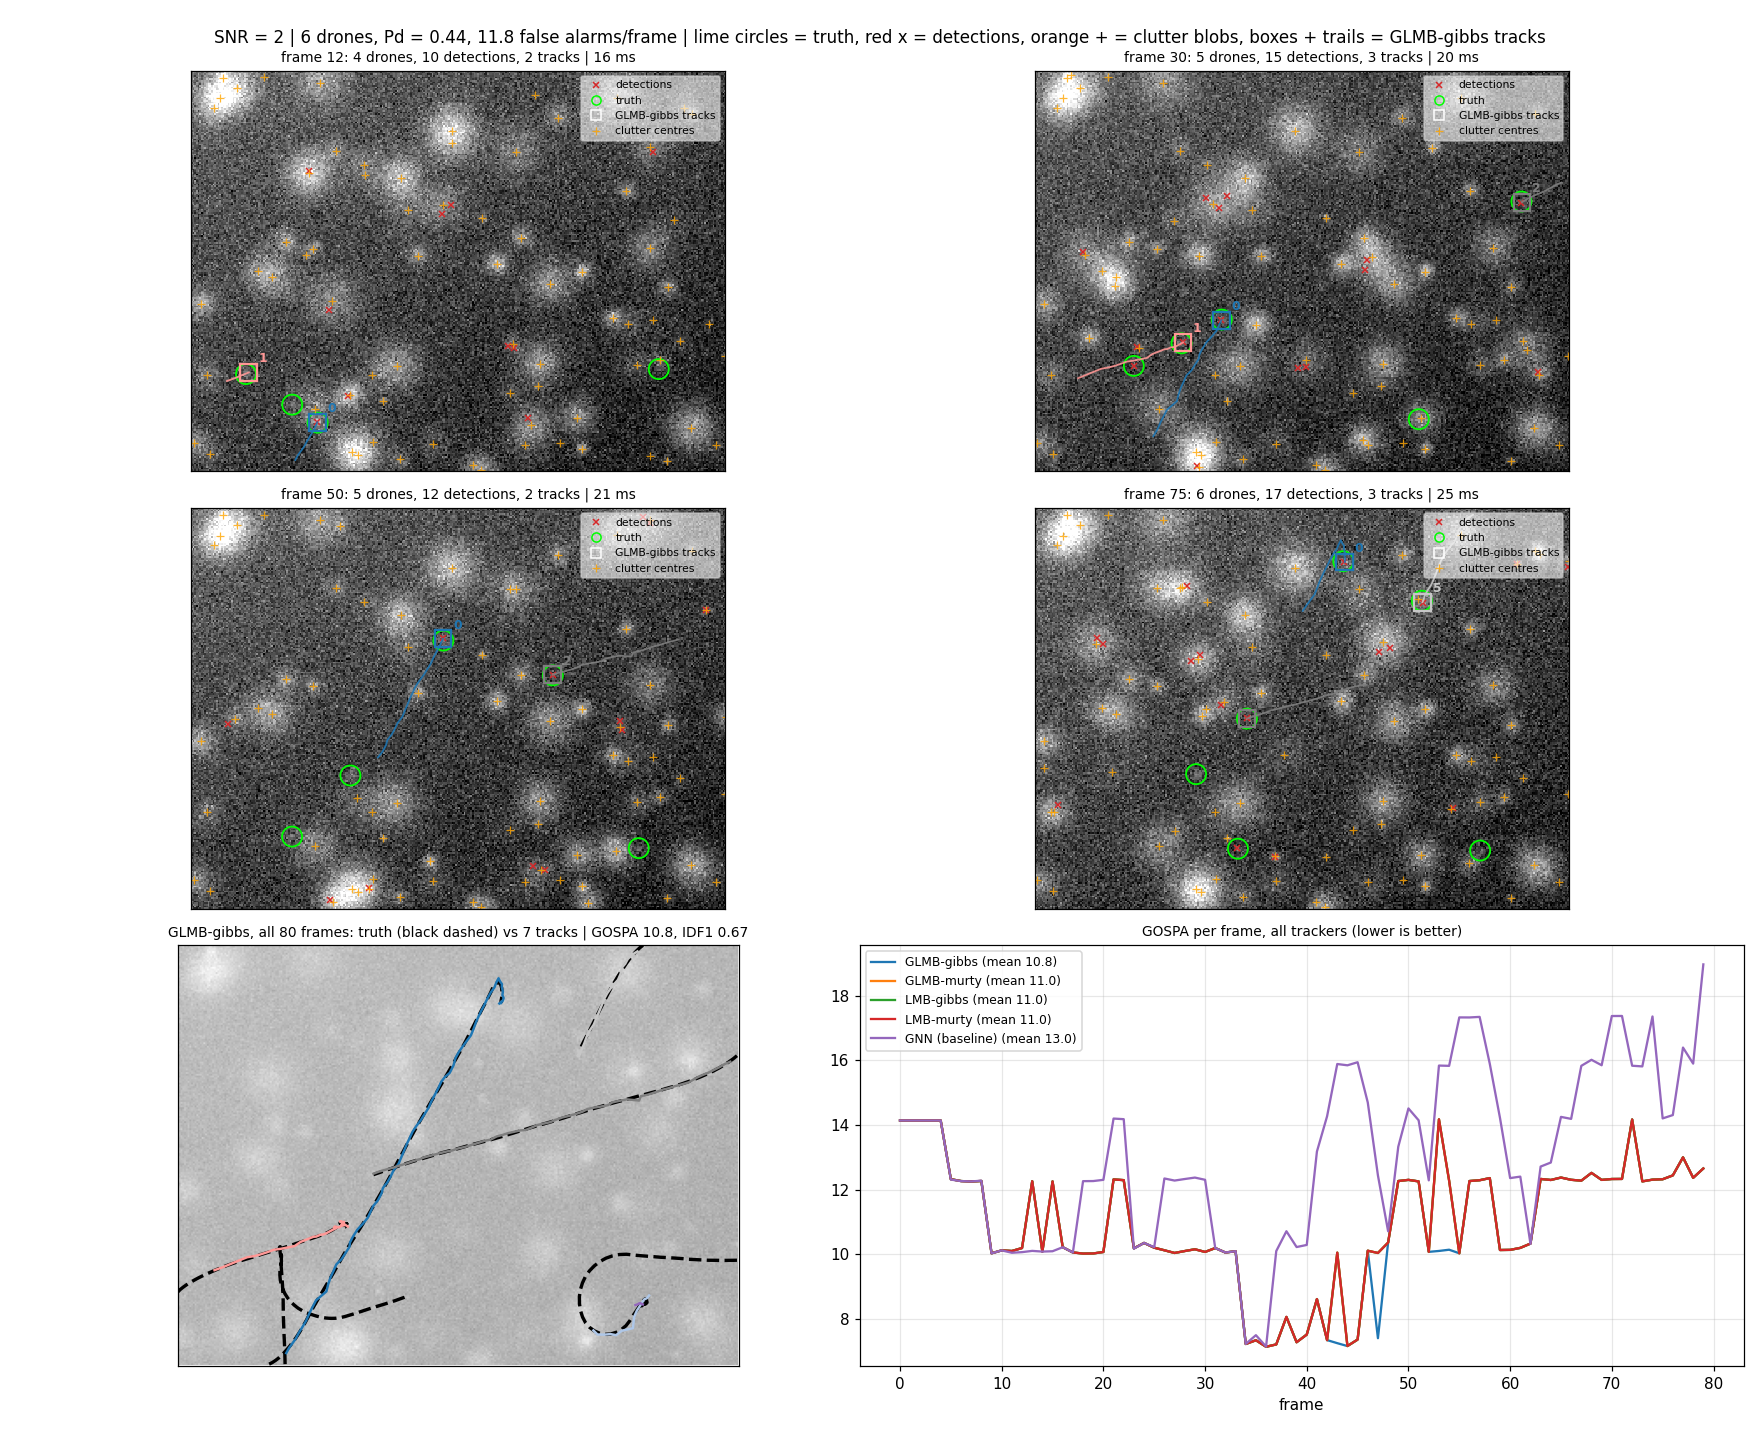 SNR = 2 | 6 drones, Pd = 0.44, 11.8 false alarms/frame | lime circles = truth, red x = detections, orange + = clutter blobs, boxes + trails = GLMB-gibbs tracks
frame 12: 4 drones, 10 detections, 2 tracks | 16 ms
detections
truth
GLMB-gibbs tracks
clutter centres
1
0
frame 30: 5 drones, 15 detections, 3 tracks | 20 ms
detections
truth
GLMB-gibbs tracks
clutter centres
0
1
frame 50: 5 drones, 12 detections, 2 tracks | 21 ms
detections
truth
GLMB-gibbs tracks
clutter centres
0
frame 75: 6 drones, 17 detections, 3 tracks | 25 ms
detections
truth
GLMB-gibbs tracks
clutter centres
0
5
GLMB-gibbs, all 80 frames: truth (black dashed) vs 7 tracks | GOSPA 10.8, IDF1 0.67
GOSPA per frame, all trackers (lower is better)
GLMB-gibbs (mean 10.8)
GLMB-murty (mean 11.0)
LMB-gibbs (mean 11.0)
LMB-murty (mean 11.0)
GNN (baseline) (mean 13.0)
18
16
14
12
10
8
0 10 20 30 40 50 60 70 80
frame